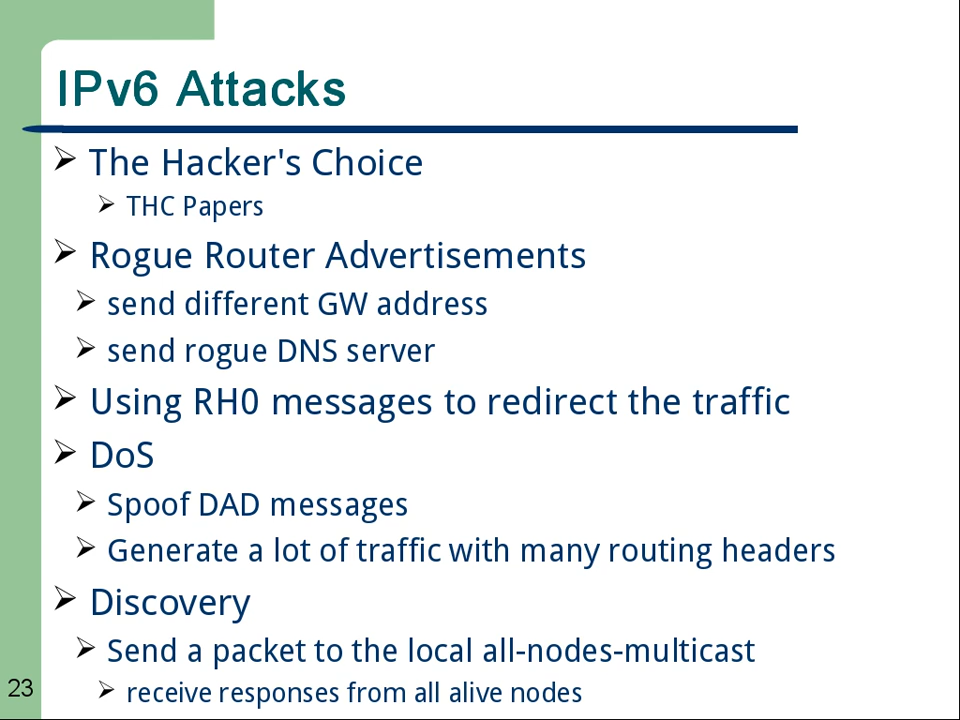 IPv6 Attacks
The Hacker's Choice
THC Papers
Rogue Router Advertisements
send different GW address
send rogue DNS server
Using RH0 messages to redirect the traffic
DoS
Spoof DAD messages
Generate a lot of traffic with many routing headers
Discovery
Send a packet to the local all-nodes-multicast
receive responses from all alive nodes
23